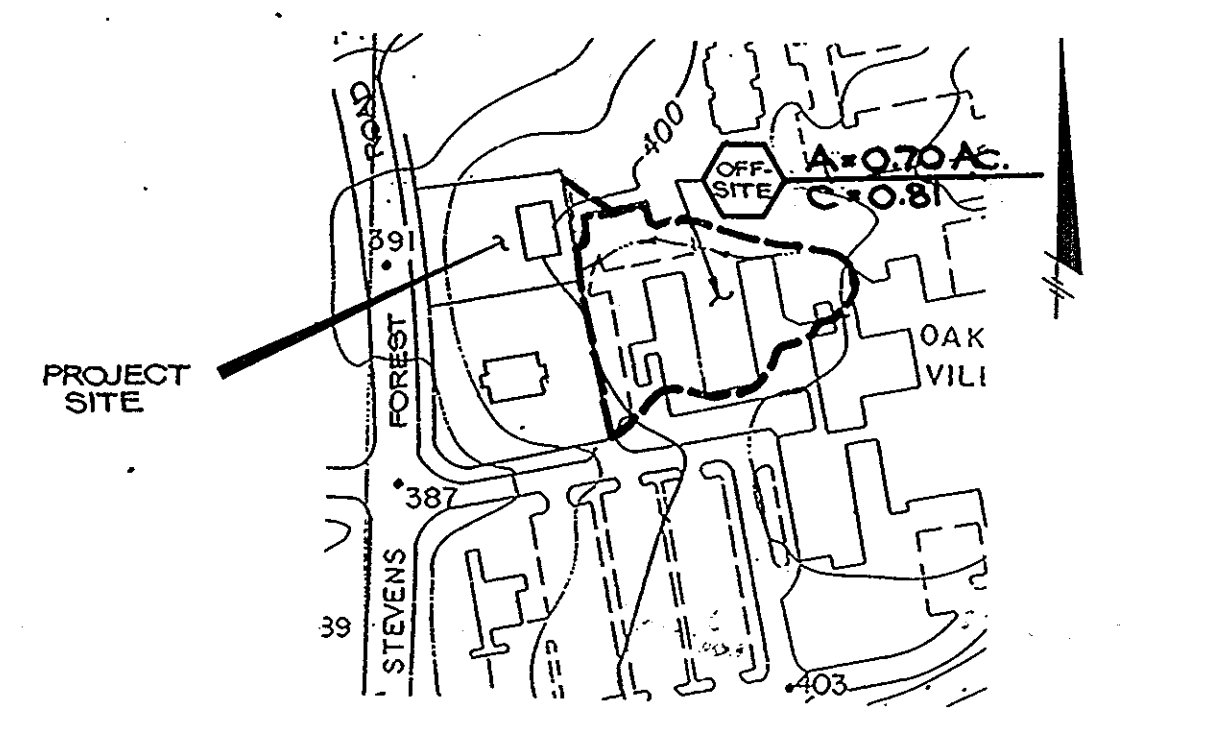 ROAD
400
OFF-
SITE
A = 0.70 AC.
C = 0.81
391
FOREST
OAK
VILL
PROJECT
SITE
387
STEVENS
39
403